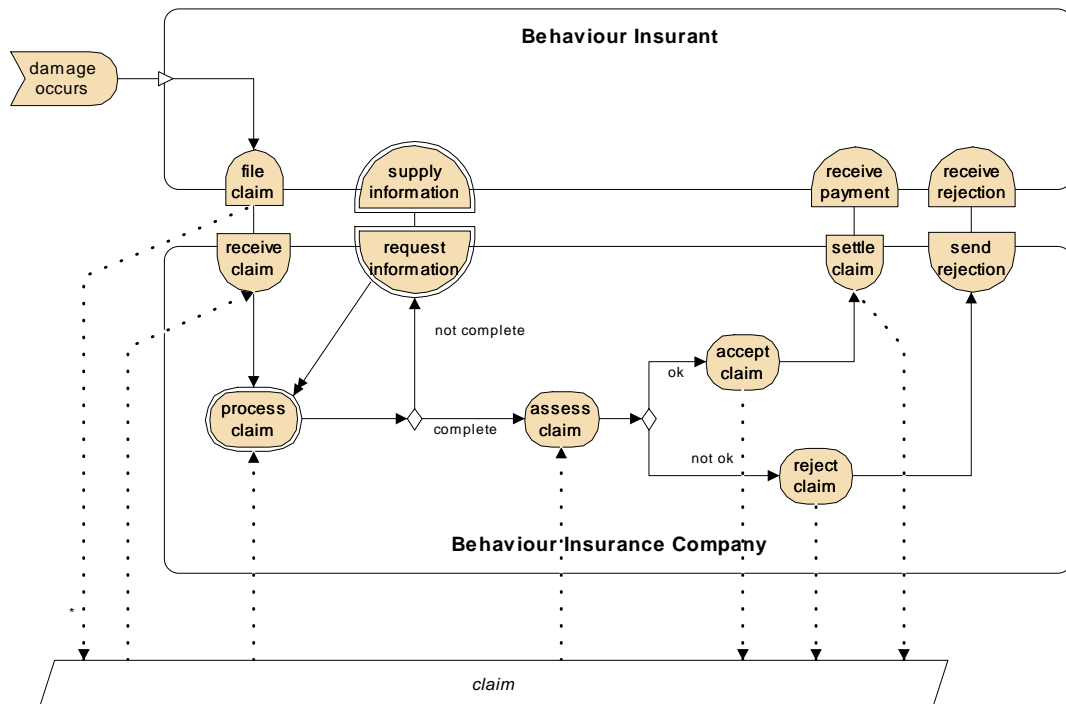 Behaviour Insurant
damage
occurs
file
claim
supply
information
receive
payment
receive
rejection
receive
claim
request
information
settle
claim
send
rejection
not complete
accept
claim
ok
process
claim
complete
assess
claim
not ok
reject
claim
Behaviour Insurance Company
*
claim